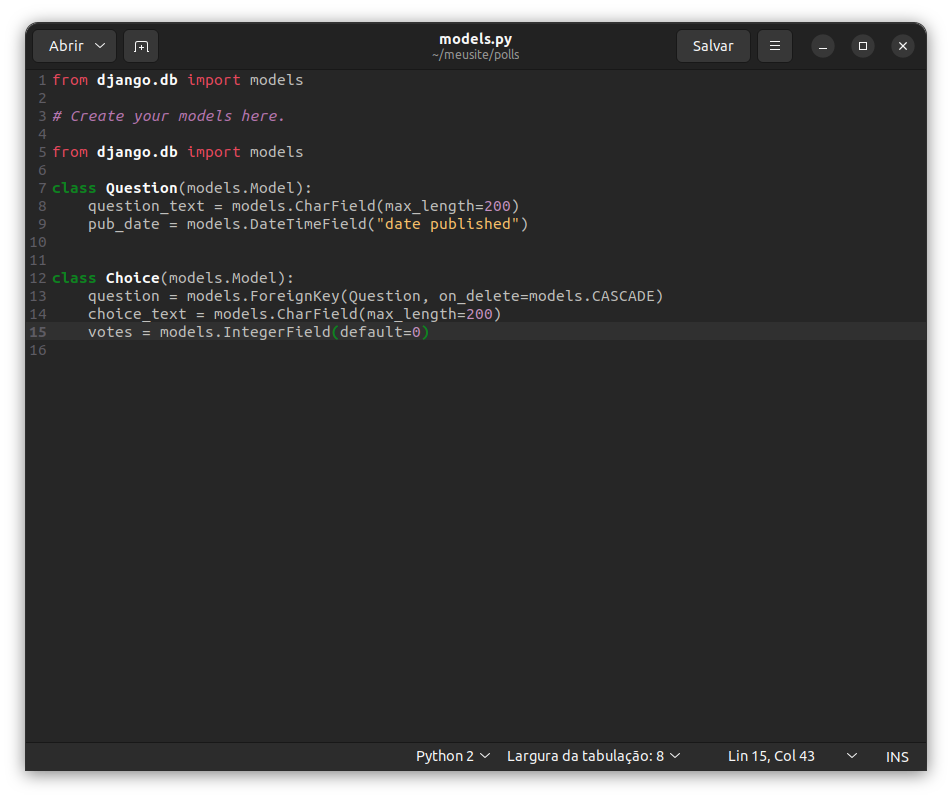 Abrir
models.py
~/meusite/polls
Salvar
1 from django.db import models
2
3 # Create your models here.
4
5 from django.db import models
6
7 class Question(models.Model):
8     question_text = models.CharField(max_length=200)
9     pub_date = models.DateTimeField("date published")
10
11
12 class Choice(models.Model):
13     question = models.ForeignKey(Question, on_delete=models.CASCADE)
14     choice_text = models.CharField(max_length=200)
15     votes = models.IntegerField(default=0)
16
Python 2 Largura da tabulação: 8 Lin 15, Col 43 INS